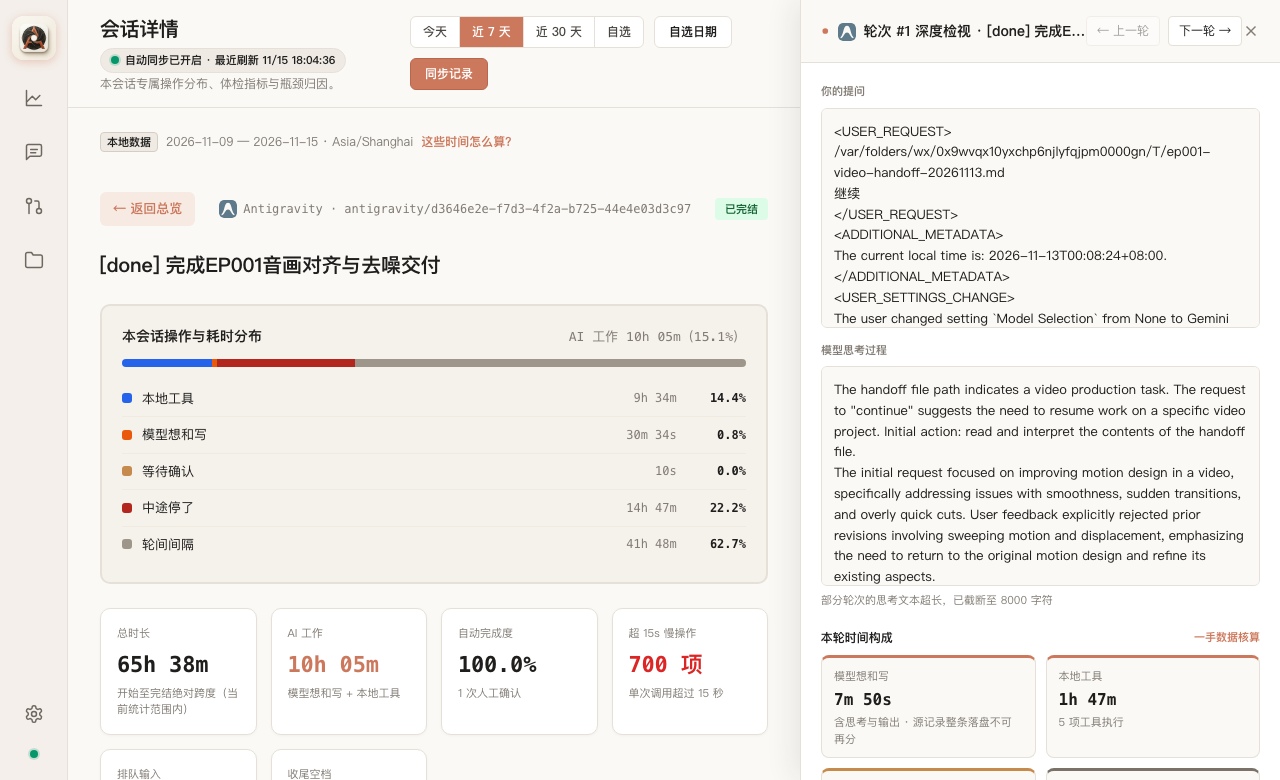 会话详情
自动同步已开启 · 最近刷新 11/15 18:04:36
本会话专属操作分布、体检指标与瓶颈归因。
今天
近 7 天
近 30 天
自选
自选日期
同步记录
本地数据
2026-11-09 — 2026-11-15 · Asia/Shanghai
这些时间怎么算?
← 返回总览
Antigravity · antigravity/d3646e2e-f7d3-4f2a-b725-44e4e03d3c97
已完结
[done] 完成EP001音画对齐与去噪交付
本会话操作与耗时分布
AI 工作 10h 05m (15.1%)
本地工具 9h 34m 14.4%
模型想和写 30m 34s 0.8%
等待确认 10s 0.0%
中途停了 14h 47m 22.2%
轮间间隔 41h 48m 62.7%
总时长
65h 38m
开始至完结绝对跨度（当
前统计范围内）
AI 工作
10h 05m
模型想和写 + 本地工具
自动完成度
100.0%
1 次人工确认
超 15s 慢操作
700 项
单次调用超过 15 秒
排队输入
收尾空档
轮次 #1 深度检视 · [done] 完成E...
← 上一轮
下一轮 →
你的提问
<USER_REQUEST>
/var/folders/wx/0x9wvqx10yxchp6njlyfqjpm0000gn/T/ep001-
video-handoff-20261113.md
继续
</USER_REQUEST>
<ADDITIONAL_METADATA>
The current local time is: 2026-11-13T00:08:24+08:00.
</ADDITIONAL_METADATA>
<USER_SETTINGS_CHANGE>
The user changed setting `Model Selection` from None to Gemini
模型思考过程
The handoff file path indicates a video production task. The request
to "continue" suggests the need to resume work on a specific video
project. Initial action: read and interpret the contents of the handoff
file.
The initial request focused on improving motion design in a video,
specifically addressing issues with smoothness, sudden transitions,
and overly quick cuts. User feedback explicitly rejected prior
revisions involving sweeping motion and displacement, emphasizing
the need to return to the original motion design and refine its
existing aspects.
部分轮次的思考文本超长，已截断至 8000 字符
本轮时间构成
一手数据核算
模型想和写
7m 50s
含思考与输出 · 源记录整条落盘不可
再分
本地工具
1h 47m
5 项工具执行